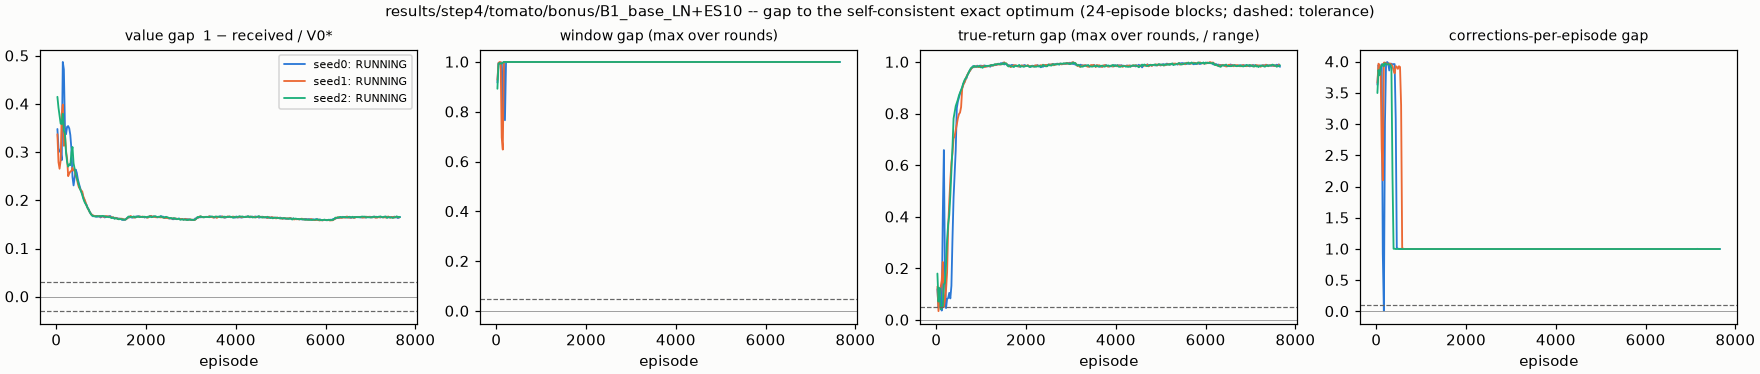 results/step4/tomato/bonus/B1_base_LN+ES10 -- gap to the self-consistent exact optimum (24-episode blocks; dashed: tolerance)
value gap 1 − received / V0*
0.5
0.4
0.3
0.2
0.1
0.0
seed0: RUNNING
seed1: RUNNING
seed2: RUNNING
0 2000 4000 6000 8000
episode
window gap (max over rounds)
1.0
0.8
0.6
0.4
0.2
0.0
0 2000 4000 6000 8000
episode
true-return gap (max over rounds, / range)
1.0
0.8
0.6
0.4
0.2
0.0
0 2000 4000 6000 8000
episode
corrections-per-episode gap
4.0
3.5
3.0
2.5
2.0
1.5
1.0
0.5
0.0
0 2000 4000 6000 8000
episode